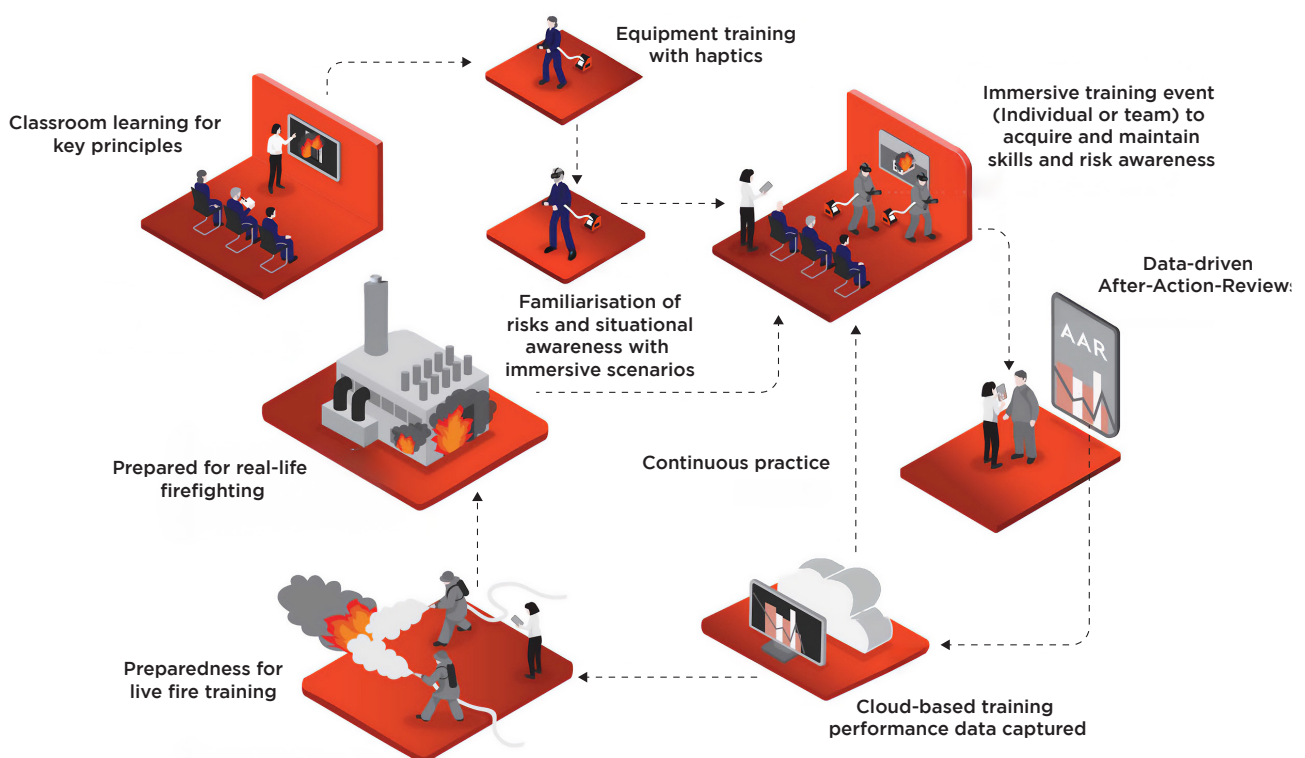 Equipment training
with haptics
Classroom learning for
key principles
Immersive training event
(Individual or team) to
acquire and maintain
skills and risk awareness
Familiarisation of
risks and situational
awareness with
immersive scenarios
Data-driven
After-Action-Reviews
AAR
Prepared for real-life
firefighting
Continuous practice
Preparedness for
live fire training
Cloud-based training
performance data captured